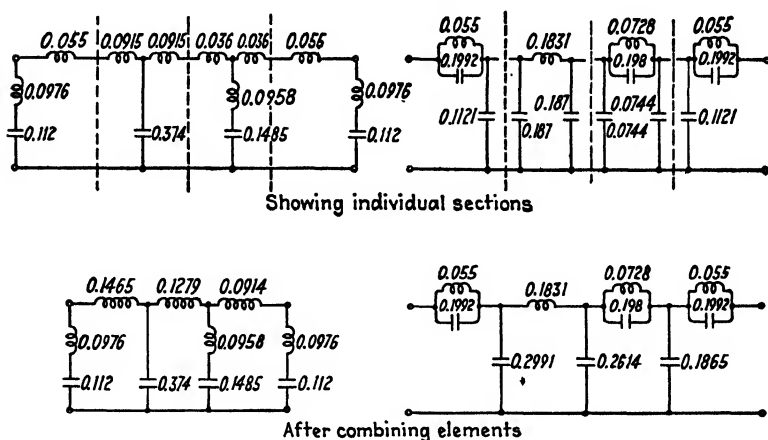 0.055 0.0915 0.0915 0.036 0.036 0.056
0.0976 0.0958 0.0976
0.112 0.374 0.1485 0.112
0.055 0.1831 0.0728 0.055
0.1992 0.198 0.1992
0.1121 0.187 0.187 0.0744 0.0744 0.1121
Showing individual sections
0.1465 0.1279 0.0914
0.0976 0.0958 0.0976
0.112 0.374 0.1485 0.112
0.055 0.1831 0.0728 0.055
0.1992 0.198 0.1992
0.2991 0.2614 0.1865
After combining elements